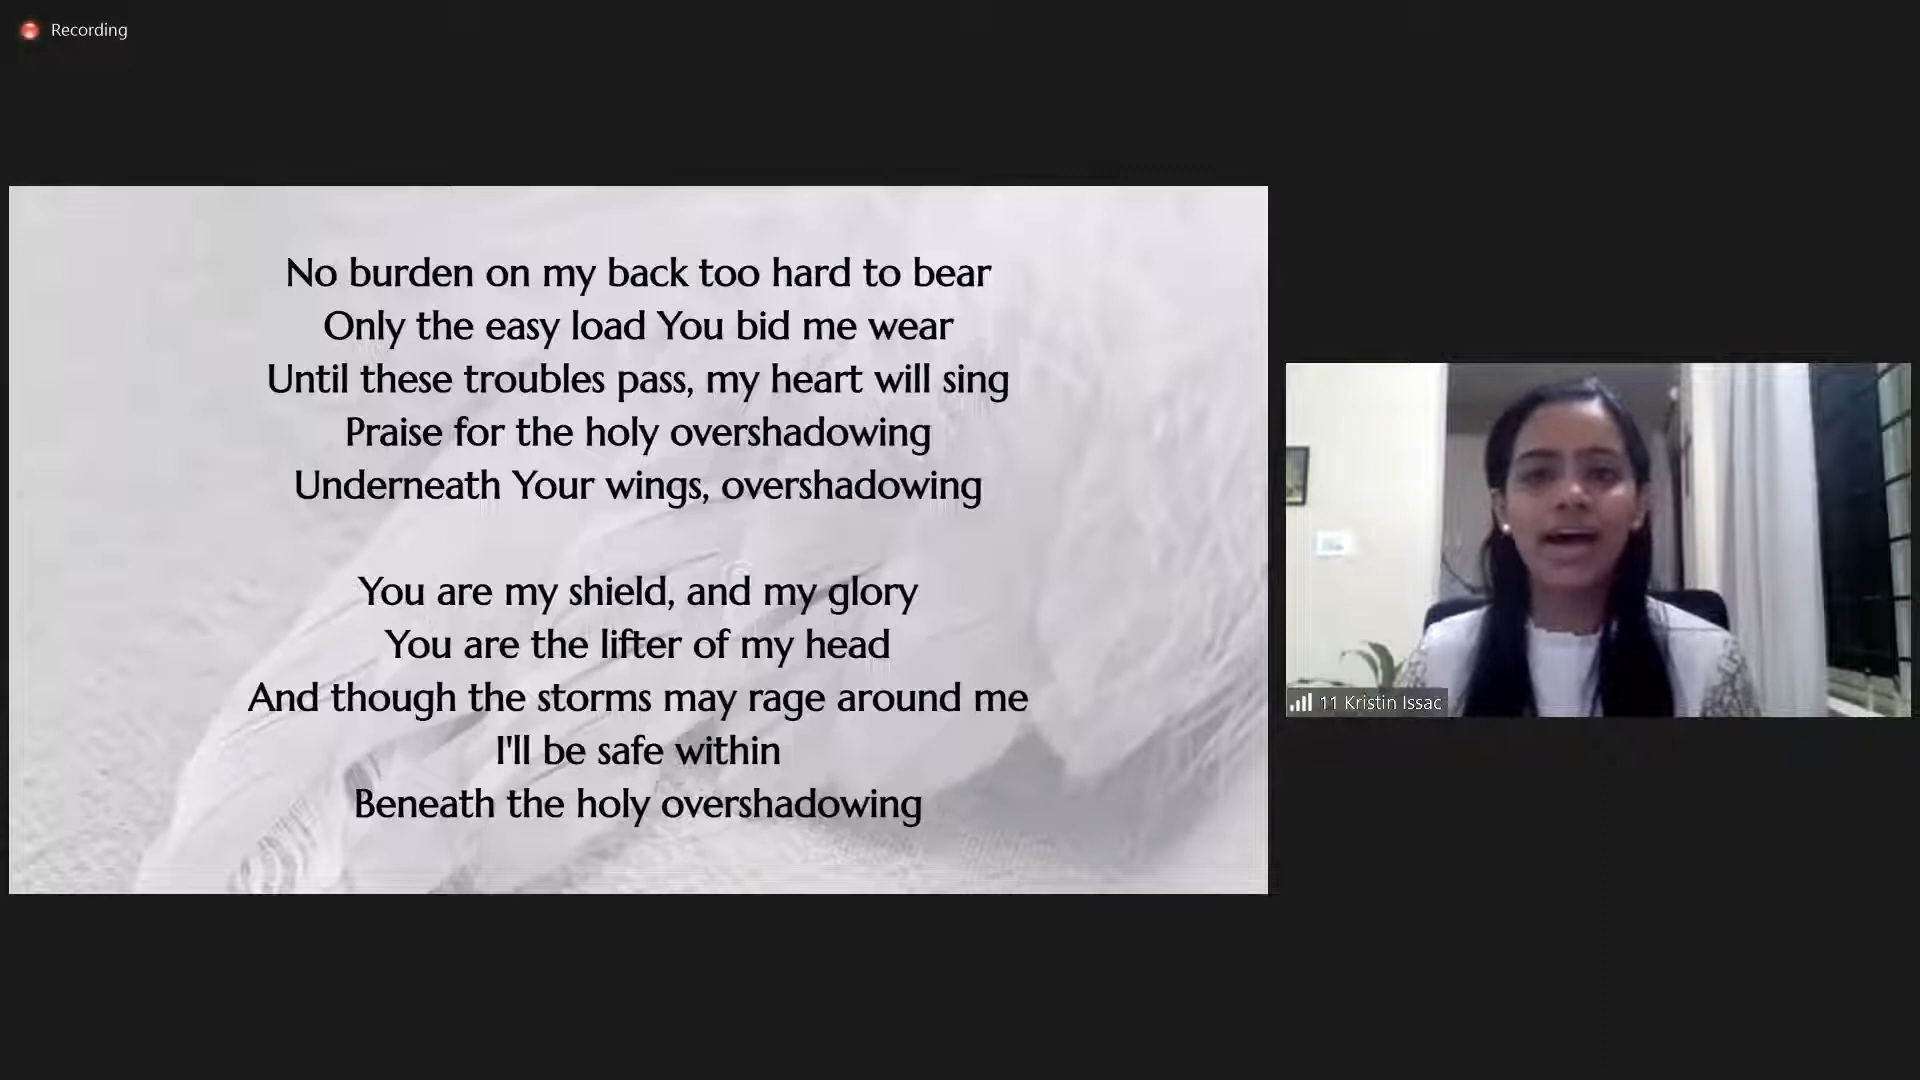 Recording
No burden on my back too hard to bear
Only the easy load You bid me wear
Until these troubles pass, my heart will sing
Praise for the holy overshadowing
Underneath Your wings, overshadowing
You are my shield, and my glory
You are the lifter of my head
And though the storms may rage around me
I'll be safe within
Beneath the holy overshadowing
11 Kristin Issac